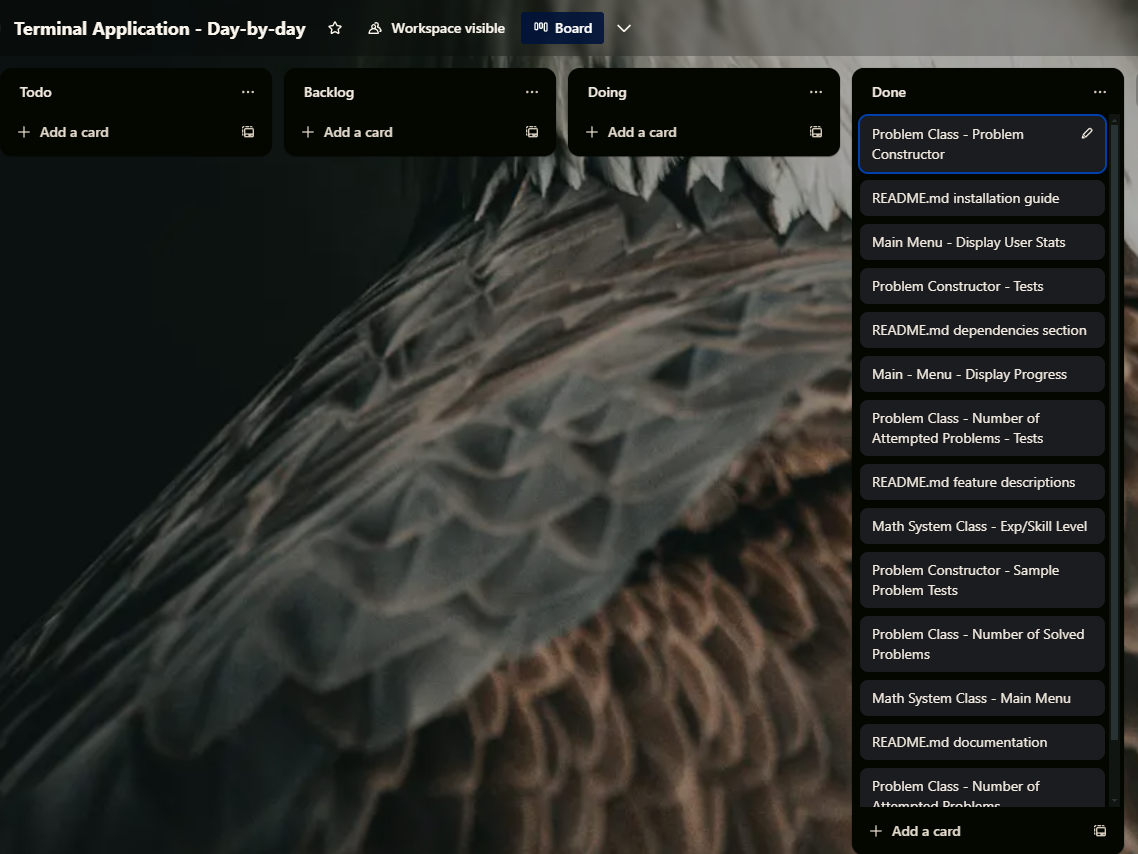 Terminal Application - Day-by-day
Workspace visible
Board
Todo
Add a card
Backlog
Add a card
Doing
Add a card
Done
Problem Class - Problem
Constructor
README.md installation guide
Main Menu - Display User Stats
Problem Constructor - Tests
README.md dependencies section
Main - Menu - Display Progress
Problem Class - Number of
Attempted Problems - Tests
README.md feature descriptions
Math System Class - Exp/Skill Level
Problem Constructor - Sample
Problem Tests
Problem Class - Number of Solved
Problems
Math System Class - Main Menu
README.md documentation
Problem Class - Number of
Attempted Problems
Add a card